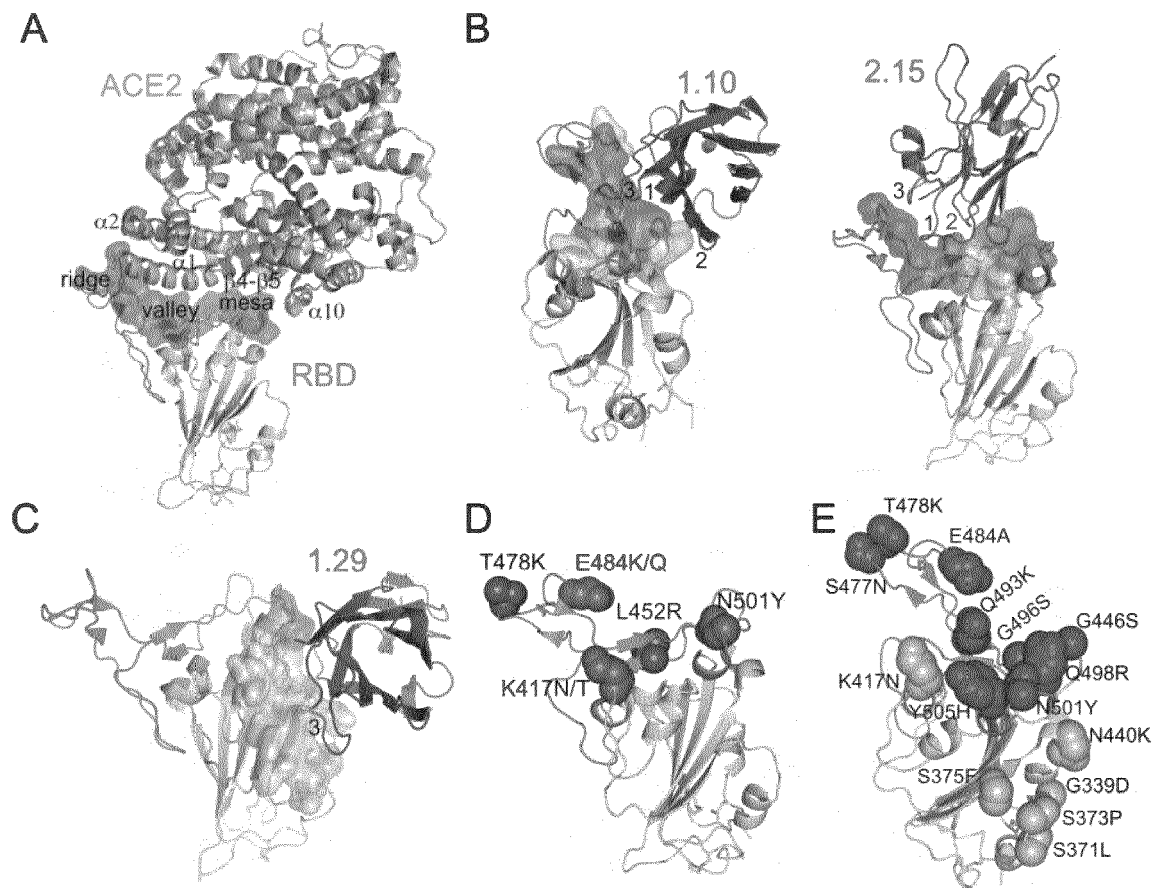 A
ACE2
α2
α1
ridge
β4-β5
valley
mesa
α10
RBD
B
1.10
3
1
2
2.15
3
1
2
C
1.29
3
D
T478K
E484K/Q
L452R
N501Y
K417N/T
E
T478K
E484A
S477N
Q493K
G496S
G446S
K417N
Q498R
Y505H
N501Y
N440K
S375F
G339D
S373P
S371L